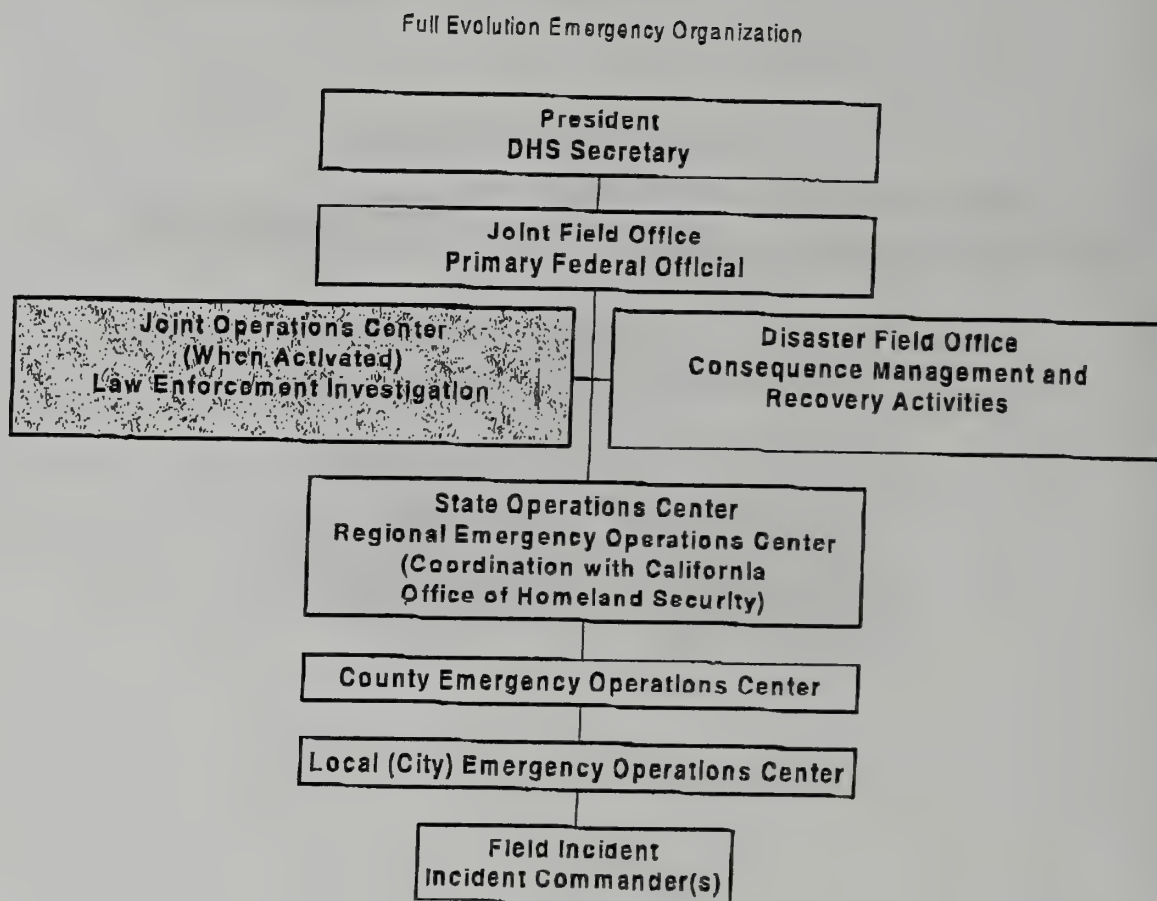 Full Evolution Emergency Organization
President
DHS Secretary
Joint Field Office
Primary Federal Official
Joint Operations Center
(When Activated)
Law Enforcement Investigation
Disaster Field Office
Consequence Management and
Recovery Activities
State Operations Center
Regional Emergency Operations Center
(Coordination with California
Office of Homeland Security)
County Emergency Operations Center
Local (City) Emergency Operations Center
Field Incident
Incident Commander(s)